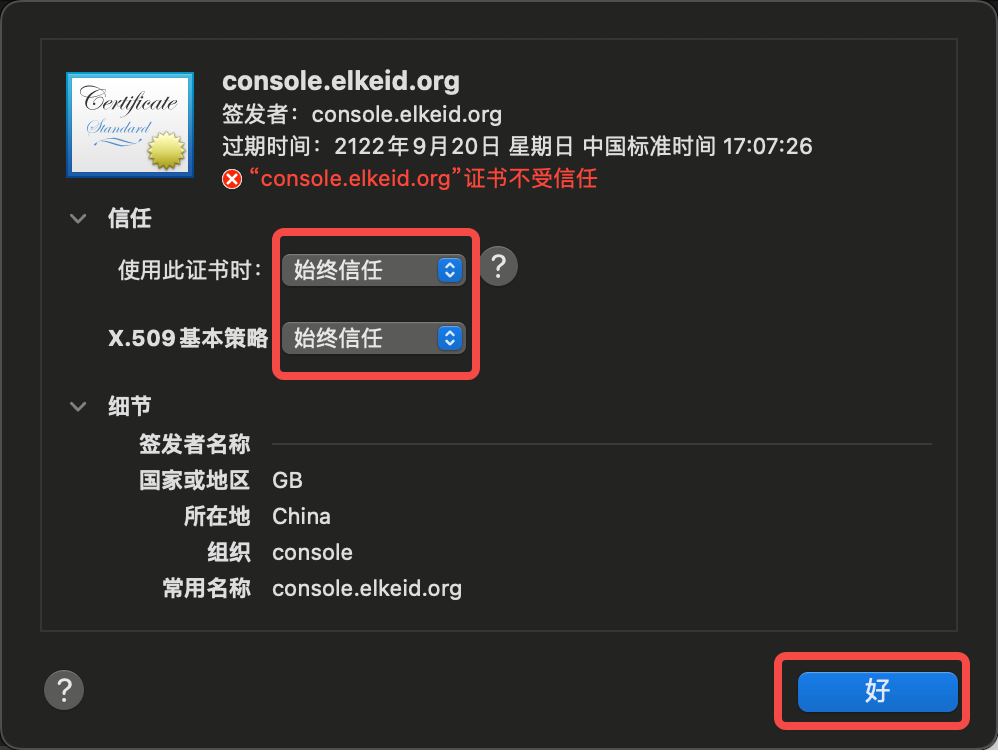 Certificate
Standard
console.elkeid.org
签发者：console.elkeid.org
过期时间：2122年9月20日 星期日 中国标准时间 17:07:26
“console.elkeid.org”证书不受信任
信任
使用此证书时： 始终信任 ?
X.509基本策略 始终信任
细节
签发者名称
国家或地区 GB
所在地 China
组织 console
常用名称 console.elkeid.org
? 好